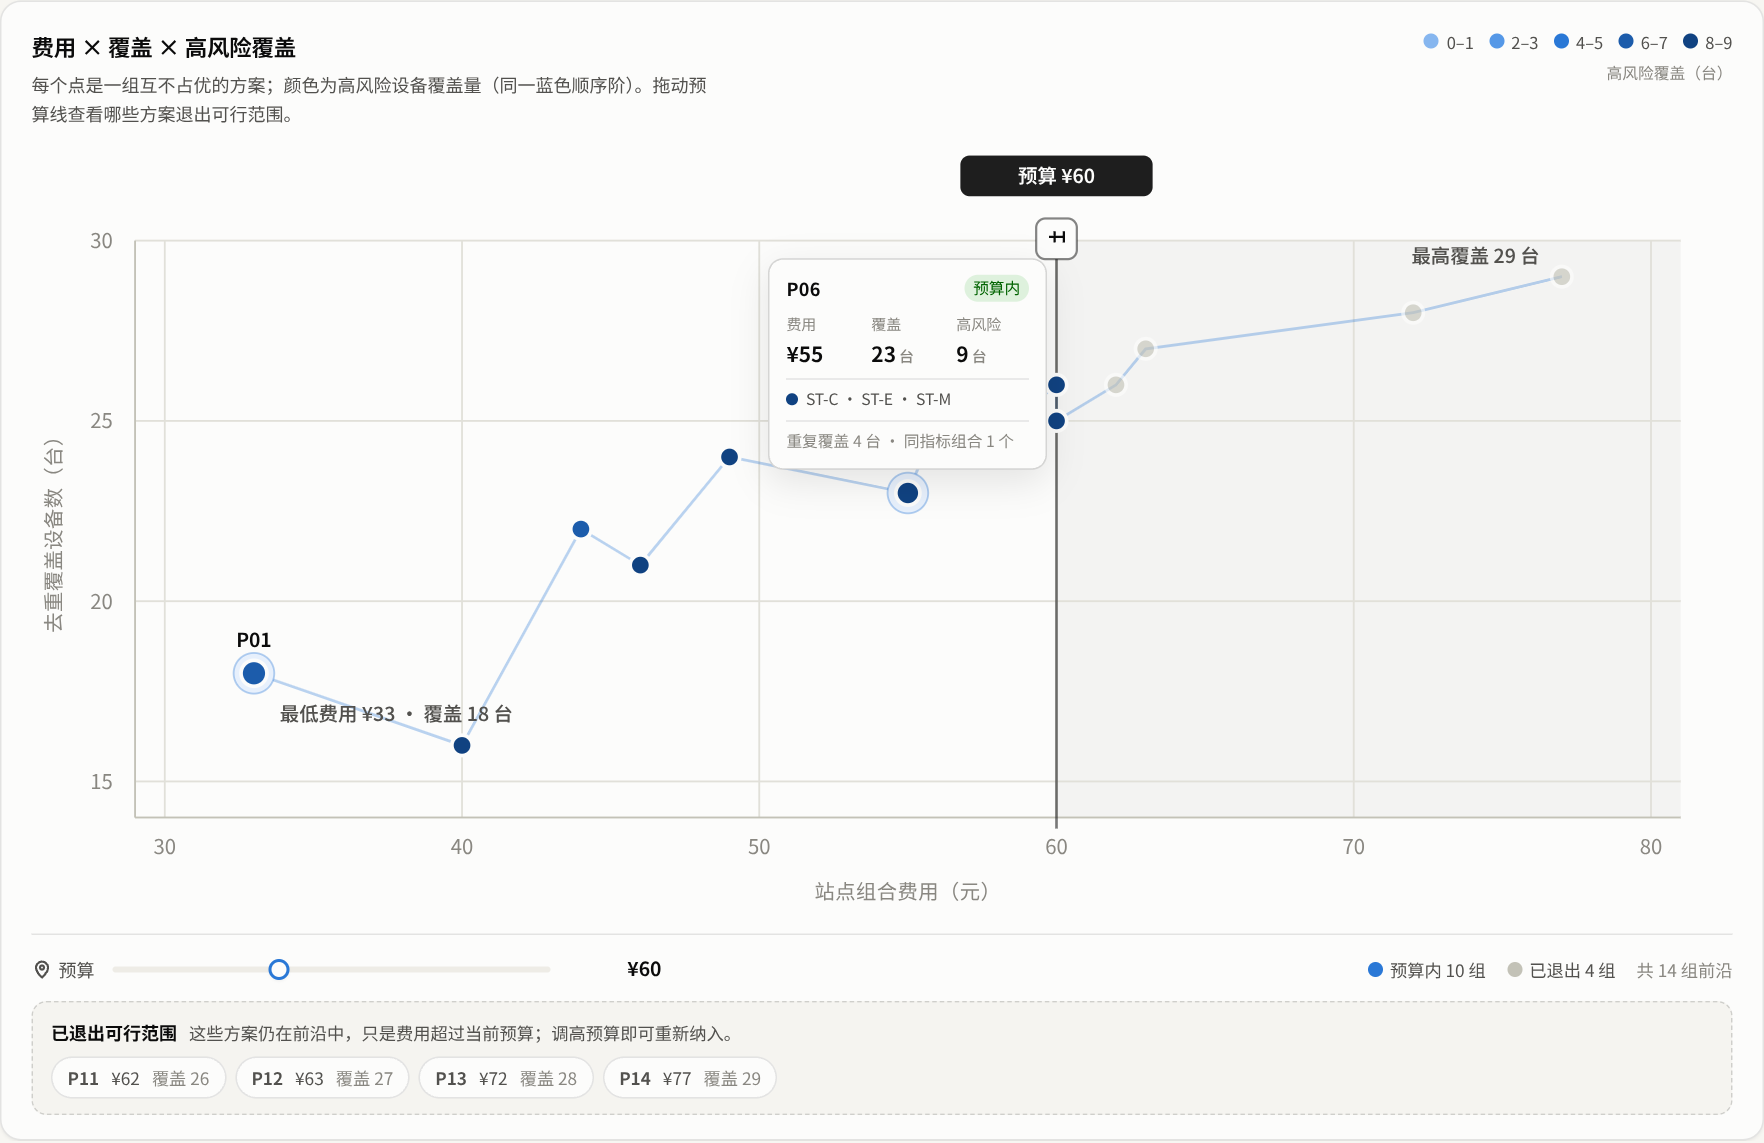 费用 × 覆盖 × 高风险覆盖
每个点是一组互不占优的方案；颜色为高风险设备覆盖量（同一蓝色顺序阶）。拖动预
算线查看哪些方案退出可行范围。
0–1 2–3 4–5 6–7 8–9
高风险覆盖（台）
预算 ¥60
30
25
20
15
去重覆盖设备数（台）
最高覆盖 29 台
P06 预算内
费用 覆盖 高风险
¥55 23 台 9 台
ST-C · ST-E · ST-M
重复覆盖 4 台 · 同指标组合 1 个
P01
最低费用 ¥33 · 覆盖 18 台
30 40 50 60 70 80
站点组合费用（元）
预算 ¥60
预算内 10 组 已退出 4 组 共 14 组前沿
已退出可行范围 这些方案仍在前沿中，只是费用超过当前预算；调高预算即可重新纳入。
P11 ¥62 覆盖 26 P12 ¥63 覆盖 27 P13 ¥72 覆盖 28 P14 ¥77 覆盖 29